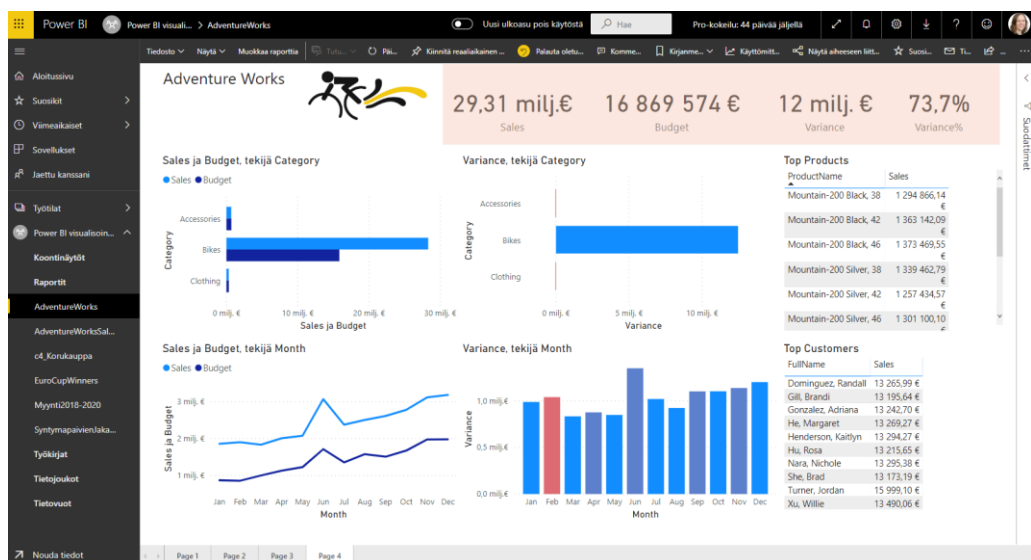 Power BI Power BI visuali... > AdventureWorks Uusi ulkoasu pois käytöstä Hae Pro-kokeilu: 44 päivää jäljellä
Tiedosto Näytä Muokkaa raporttia Tutu... Päi... Kiinnitä reaaliaikainen ... Palauta oletu... Komme... Kirjanme... Käyttömitt... Näytä aiheeseen liitt... Suosi... Ti...
Aloitussivu
Suosikit
Viimeaikaiset
Sovellukset
Jaettu kanssani
Työtilat
Power BI visualisoin...
Koontinäytöt
Raportit
AdventureWorks
AdventureWorksSal...
c4_Korukauppa
EuroCupWinners
Myynti2018-2020
SyntymapaivienJaka...
Työkirjat
Tietojoukot
Tietovuot
Nouda tiedot
Adventure Works
29,31 milj.€ 16 869 574 € 12 milj. € 73,7%
Sales Budget Variance Variance%
Suodattimet
Sales ja Budget, tekijä Category
Sales Budget
Category
Accessories
Bikes
Clothing
0 milj. € 10 milj. € 20 milj. € 30 milj. €
Sales ja Budget
Variance, tekijä Category
Category
Accessories
Bikes
Clothing
0 milj. € 5 milj. € 10 milj. €
Variance
Top Products
ProductName Sales
Mountain-200 Black, 38 1 294 866,14 €
Mountain-200 Black, 42 1 363 142,09 €
Mountain-200 Black, 46 1 373 469,55 €
Mountain-200 Silver, 38 1 339 462,79 €
Mountain-200 Silver, 42 1 257 434,57 €
Mountain-200 Silver, 46 1 301 100,10 €
Sales ja Budget, tekijä Month
Sales Budget
Sales ja Budget
3 milj. €
2 milj. €
1 milj. €
Jan Feb Mar Apr May Jun Jul Aug Sep Oct Nov Dec
Month
Variance, tekijä Month
Variance
1,0 milj.€
0,5 milj.€
0,0 milj.€
Jan Feb Mar Apr May Jun Jul Aug Sep Oct Nov Dec
Month
Top Customers
FullName Sales
Dominguez, Randall 13 265,99 €
Gill, Brandi 13 195,64 €
Gonzalez, Adriana 13 242,70 €
He, Margaret 13 269,27 €
Henderson, Kaitlyn 13 294,27 €
Hu, Rosa 13 215,65 €
Nara, Nichole 13 295,38 €
She, Brad 13 173,19 €
Turner, Jordan 15 999,10 €
Xu, Willie 13 490,06 €
Page 1 Page 2 Page 3 Page 4